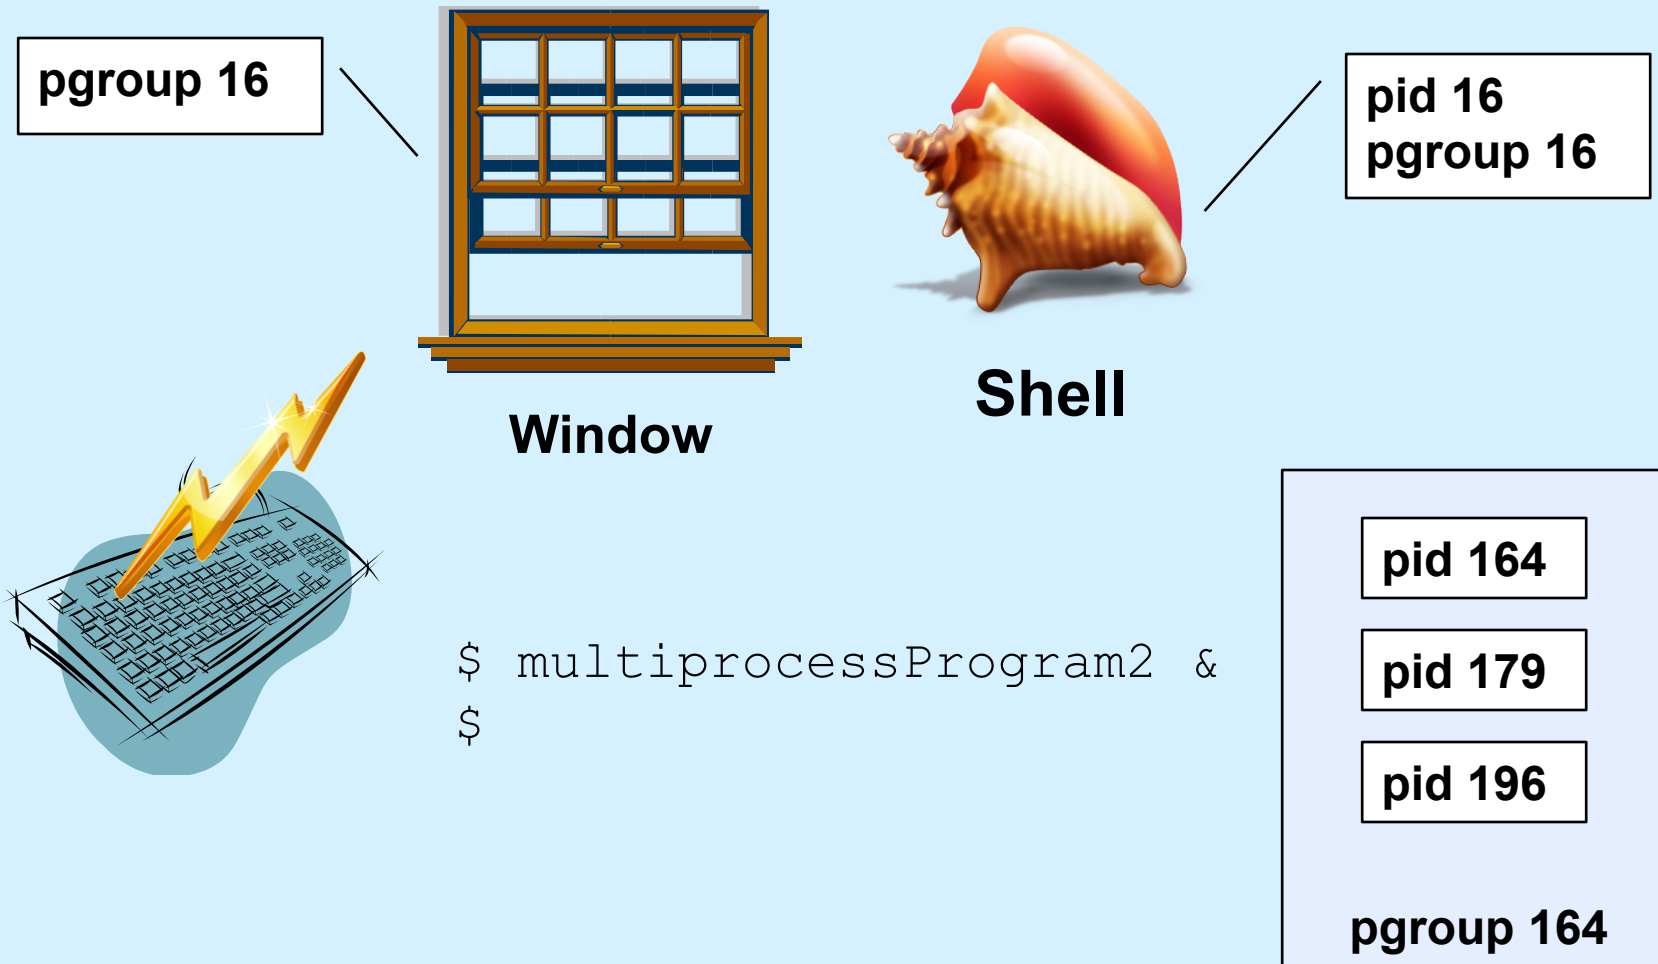 pgroup 16
pid 16
pgroup 16
Window
Shell
$ multiprocessProgram2 &
$
pid 164
pid 179
pid 196
pgroup 164